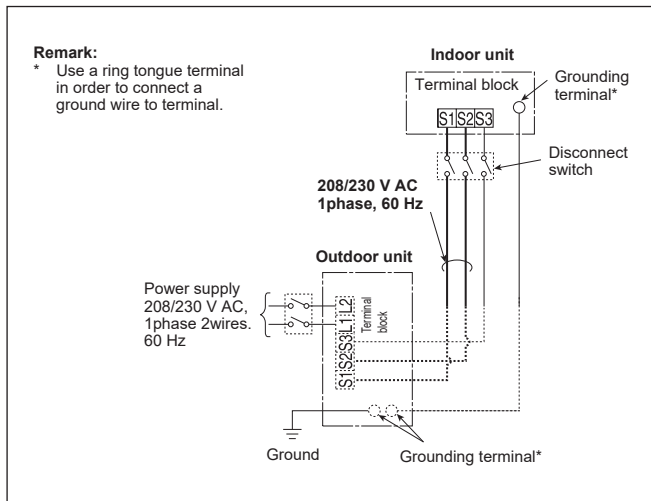 Remark:
* Use a ring tongue terminal
in order to connect a
ground wire to terminal.
Indoor unit
Terminal block
Grounding
terminal*
S1 S2 S3
Disconnect
switch
208/230 V AC
1phase, 60 Hz
Outdoor unit
Power supply
208/230 V AC,
1phase 2wires.
60 Hz
S1 S2 S3 L1 L2
Terminal
block
Ground
Grounding terminal*